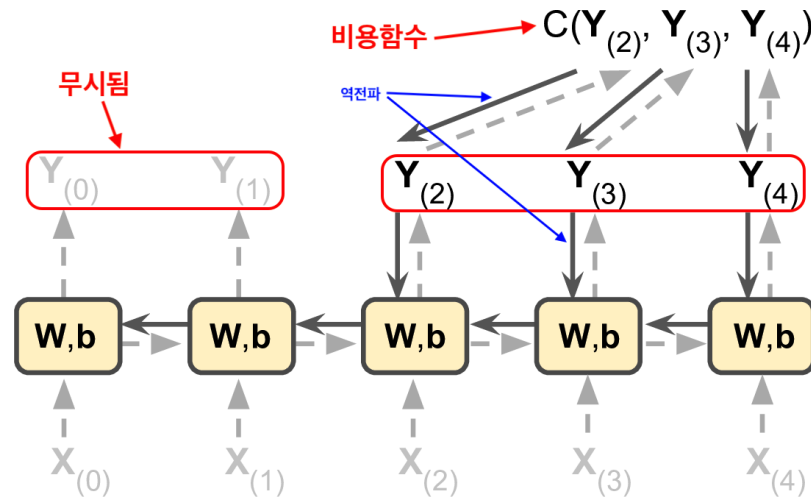 비용함수
C(Y(2), Y(3), Y(4))
무시됨
역전파
Y(0) Y(1) Y(2) Y(3) Y(4)
W,b W,b W,b W,b W,b
X(0) X(1) X(2) X(3) X(4)